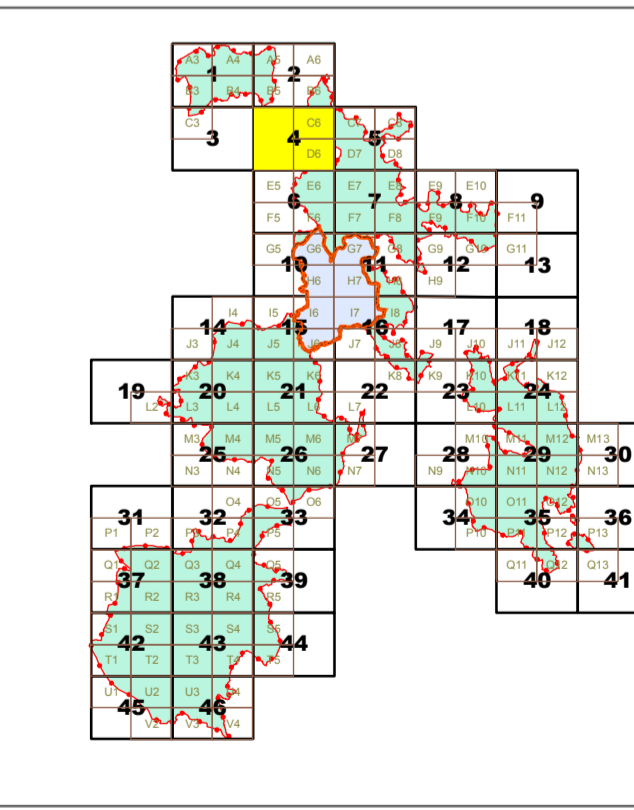 A3 A4 A5 A6
1 2
B3 B4 B5 B6
C3 C6 C7 C8
3 4 5
D6 D7 D8
E5 E6 E7 E8 E9 E10
6 7 8 9
F5 F6 F7 F8 F9 F10 F11
G5 G6 G7 G8 G9 G10 G11
10 11 12 13
H6 H7 H8 H9
I4 I5 I6 I7 I8
14 15 16 17 18
J3 J4 J5 J6 J7 J8 J9 J10 J11 J12
K3 K4 K5 K6 K8 K9 K10 K11 K12
19 20 21 22 23 24
L2 L3 L4 L5 L6 L7 L10 L11 L12
M3 M4 M5 M6 M7 M10 M11 M12 M13
25 26 27 28 29 30
N3 N4 N5 N6 N7 N9 N10 N11 N12 N13
O4 O5 O6 O10 O11 O12
31 32 33 34 35 36
P1 P2 P3 P4 P5 P10 P11 P12 P13
Q1 Q2 Q3 Q4 Q5 Q11 Q12 Q13
37 38 39 40 41
R1 R2 R3 R4 R5
S1 S2 S3 S4 S5
42 43 44
T1 T2 T3 T4 T5
U1 U2 U3 U4
45 46
V2 V3 V4